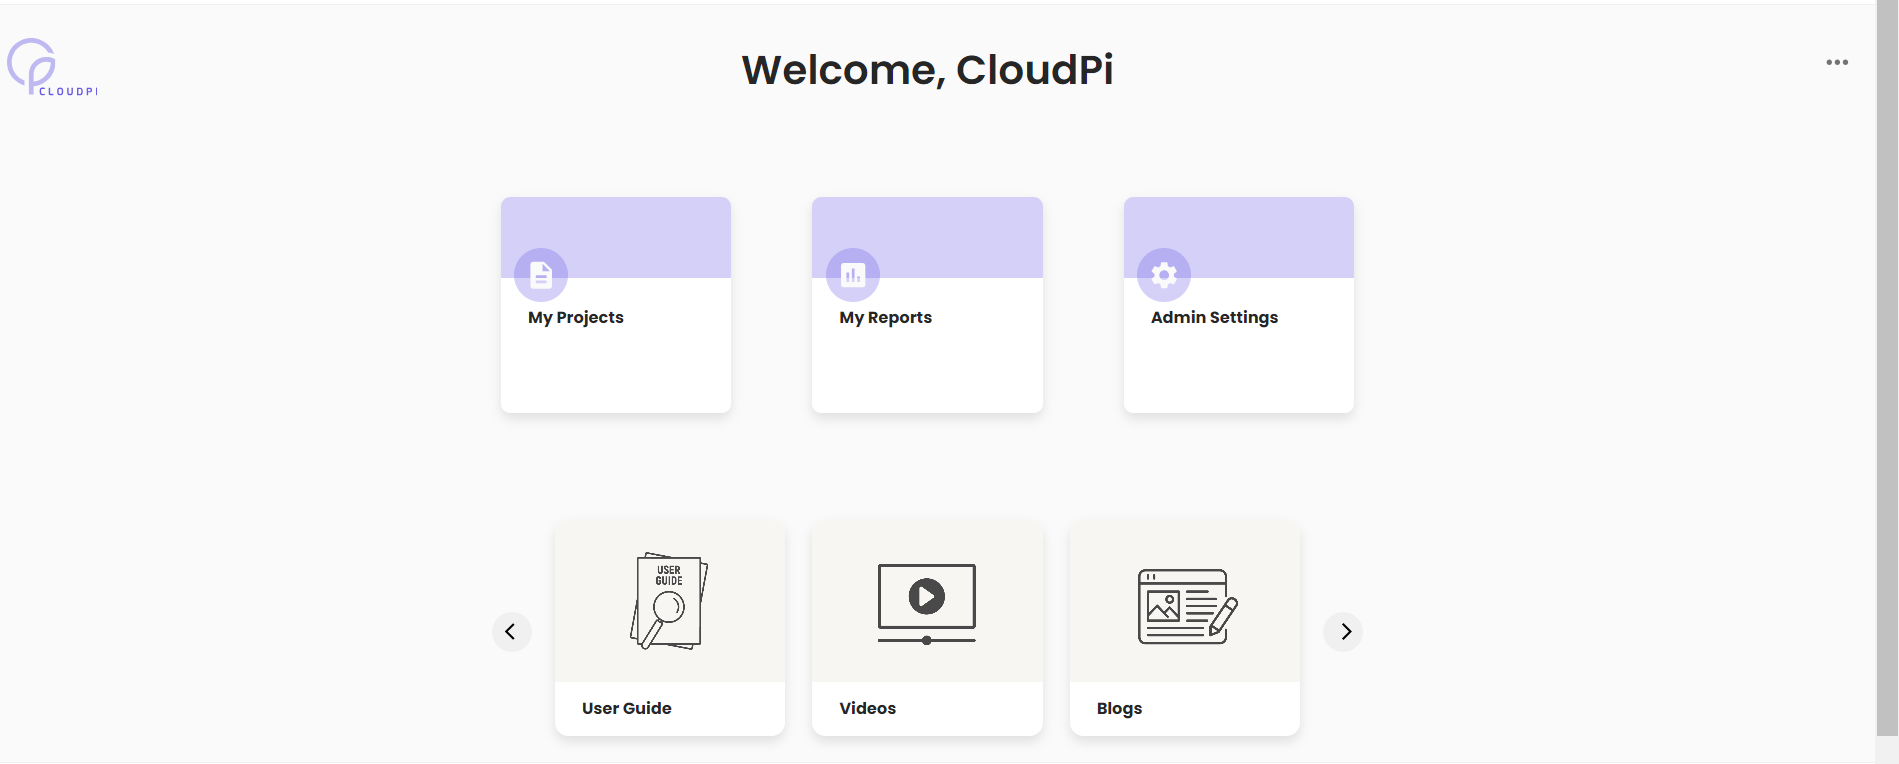 CLOUDPI
Welcome, CloudPi
My Projects
My Reports
Admin Settings
USER
GUIDE
User Guide
Videos
Blogs